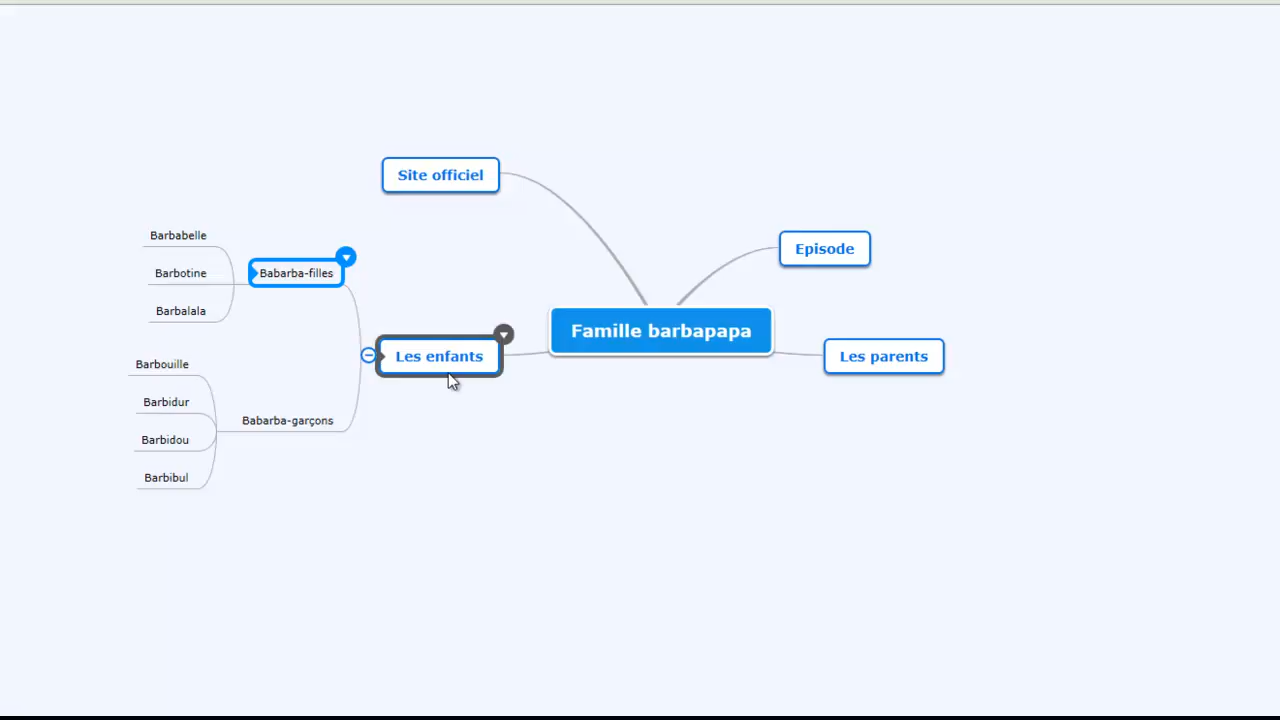 Site officiel
Barbabelle
Episode
Barbotine
Babarba-filles
Barbalala
Famille barbapapa
Les enfants
Les parents
Barbouille
Barbidur
Babarba-garçons
Barbidou
Barbibul